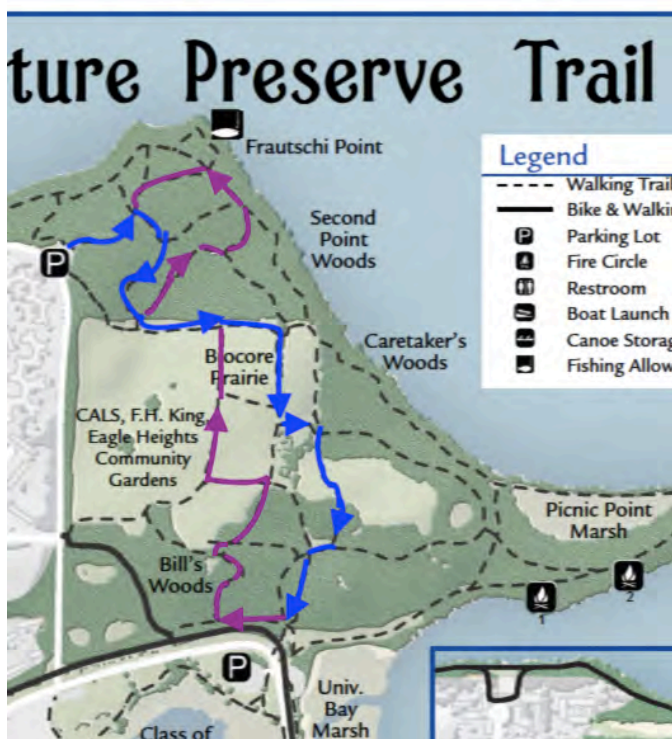 ture Preserve Trail
Frautschi Point
Legend
Walking Trail
Bike & Walkin
P Parking Lot
Fire Circle
Restroom
Boat Launch
Canoe Storag
Fishing Allow
Second
Point
Woods
P
Caretaker's
Woods
Biocore
Prairie
CALS, F.H. King,
Eagle Heights
Community
Gardens
Picnic Point
Marsh
Bill's
Woods
1
2
P
Univ.
Bay
Marsh
Class of